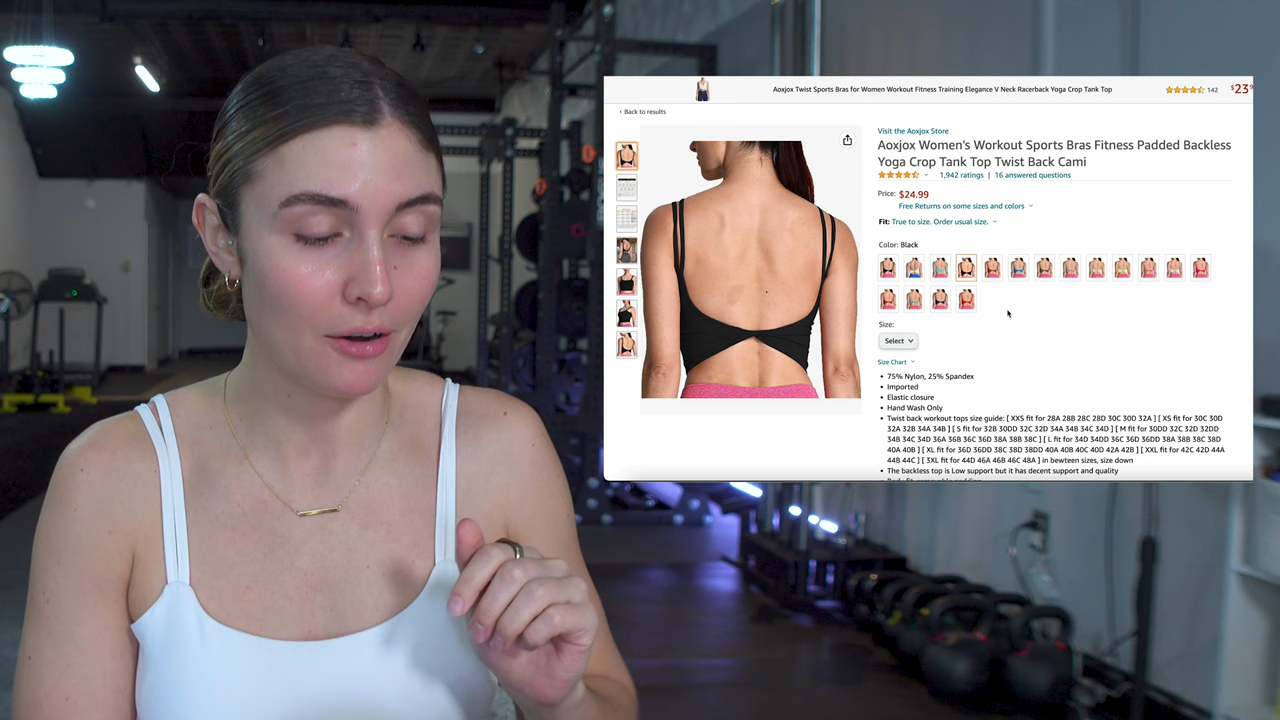 Aoxjox Twist Sports Bras for Women Workout Fitness Training Elegance V Neck Racerback Yoga Crop Tank Top
142
$23
‹ Back to results
Visit the Aoxjox Store
Aoxjox Women's Workout Sports Bras Fitness Padded Backless
Yoga Crop Tank Top Twist Back Cami
1,942 ratings | 16 answered questions
Price: $24.99
Free Returns on some sizes and colors
Fit: True to size. Order usual size.
Color: Black
Size:
Select
Size Chart
• 75% Nylon, 25% Spandex
• Imported
• Elastic closure
• Hand Wash Only
• Twist back workout tops size guide: [ XXS fit for 28A 28B 28C 28D 30C 30D 32A ] [ XS fit for 30C 30D
32A 32B 34A 34B ] [ S fit for 32B 30DD 32C 32D 34A 34B 34C 34D ] [ M fit for 30DD 32C 32D 32DD
34B 34C 34D 36A 36B 36C 36D 38A 38B 38C ] [ L fit for 34D 34DD 36C 36D 36DD 38A 38B 38C 38D
40A 40B ] [ XL fit for 36D 36DD 38C 38D 38DD 40A 40B 40C 40D 42A 42B ] [ XXL fit for 42C 42D 44A
44B 44C ] [ 3XL fit for 44D 46A 46B 46C 48A ] in bewteen sizes, size down
• The backless top is Low support but it has decent support and quality